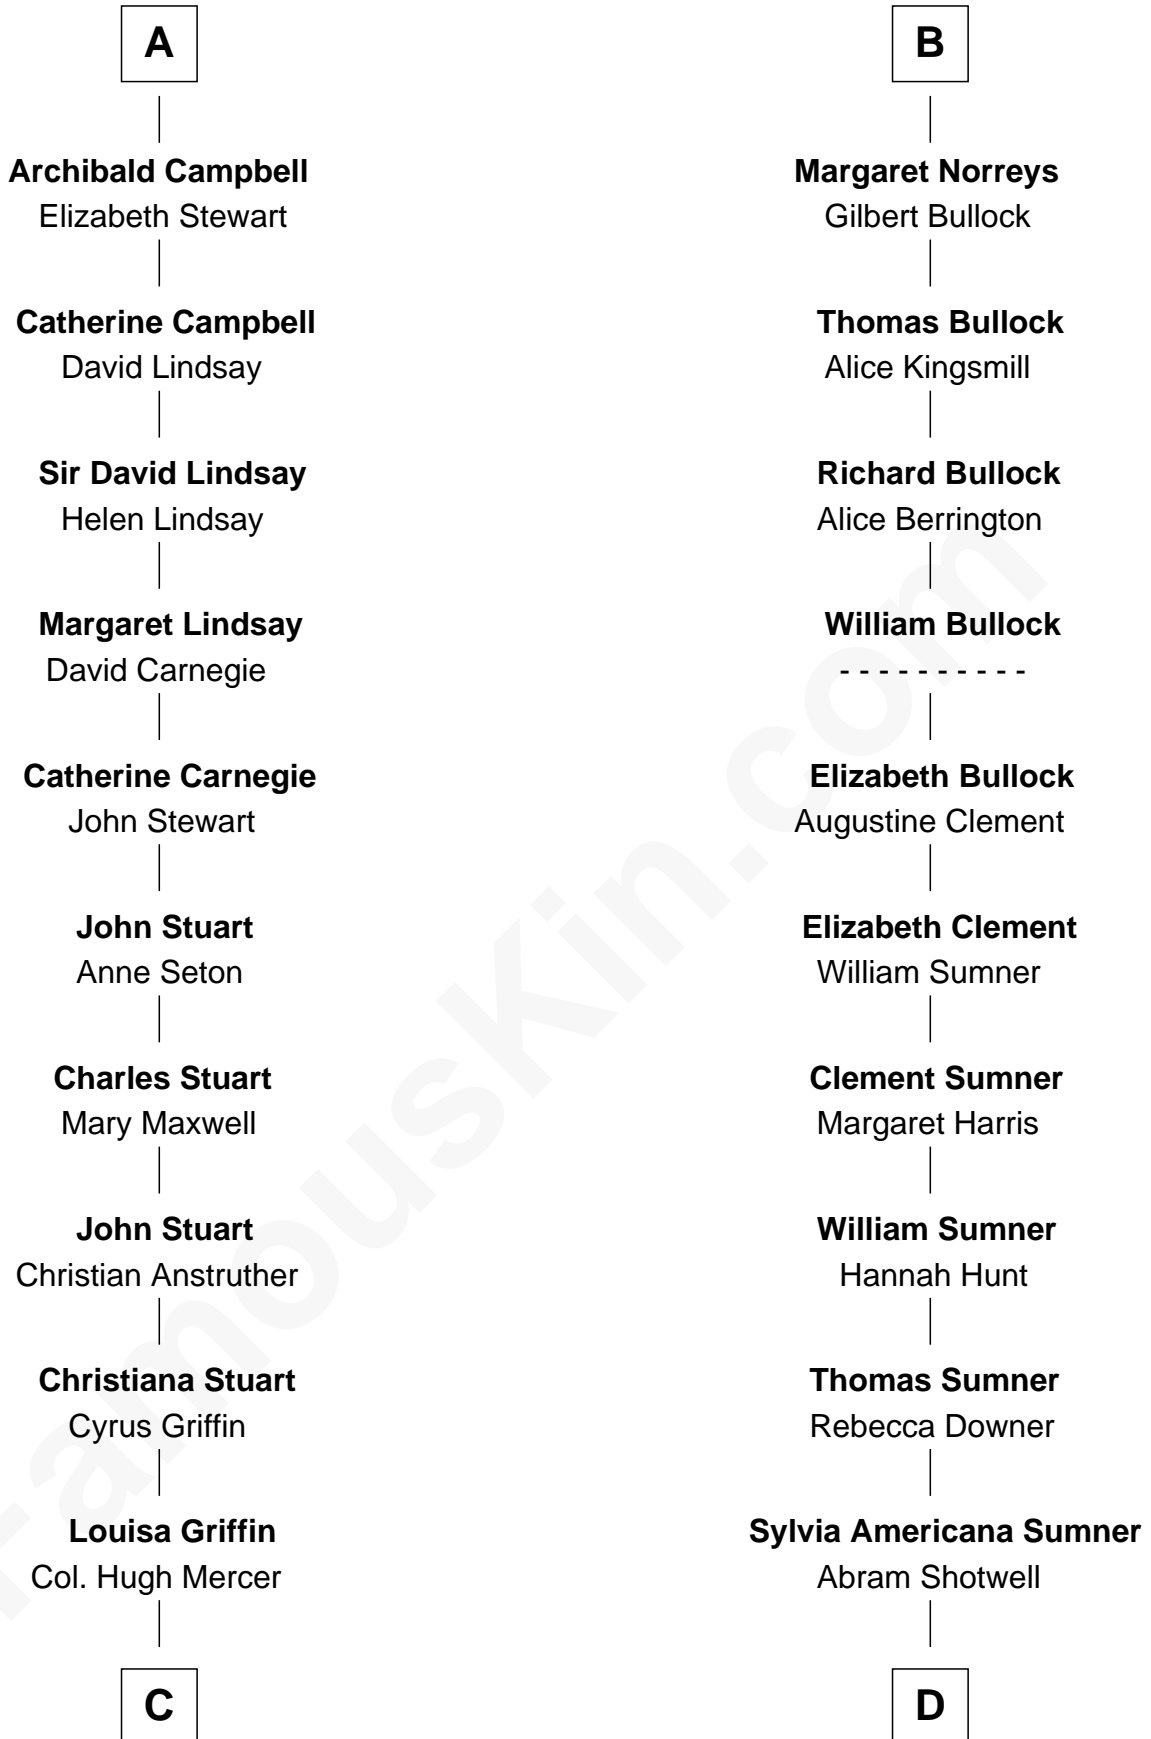 A
Archibald Campbell
Elizabeth Stewart
Catherine Campbell
David Lindsay
Sir David Lindsay
Helen Lindsay
Margaret Lindsay
David Carnegie
Catherine Carnegie
John Stewart
John Stuart
Anne Seton
Charles Stuart
Mary Maxwell
John Stuart
Christian Anstruther
Christiana Stuart
Cyrus Griffin
Louisa Griffin
Col. Hugh Mercer
C
B
Margaret Norreys
Gilbert Bullock
Thomas Bullock
Alice Kingsmill
Richard Bullock
Alice Berrington
William Bullock
- - - - - - - - - -
Elizabeth Bullock
Augustine Clement
Elizabeth Clement
William Sumner
Clement Sumner
Margaret Harris
William Sumner
Hannah Hunt
Thomas Sumner
Rebecca Downer
Sylvia Americana Sumner
Abram Shotwell
D
FamousKin.com